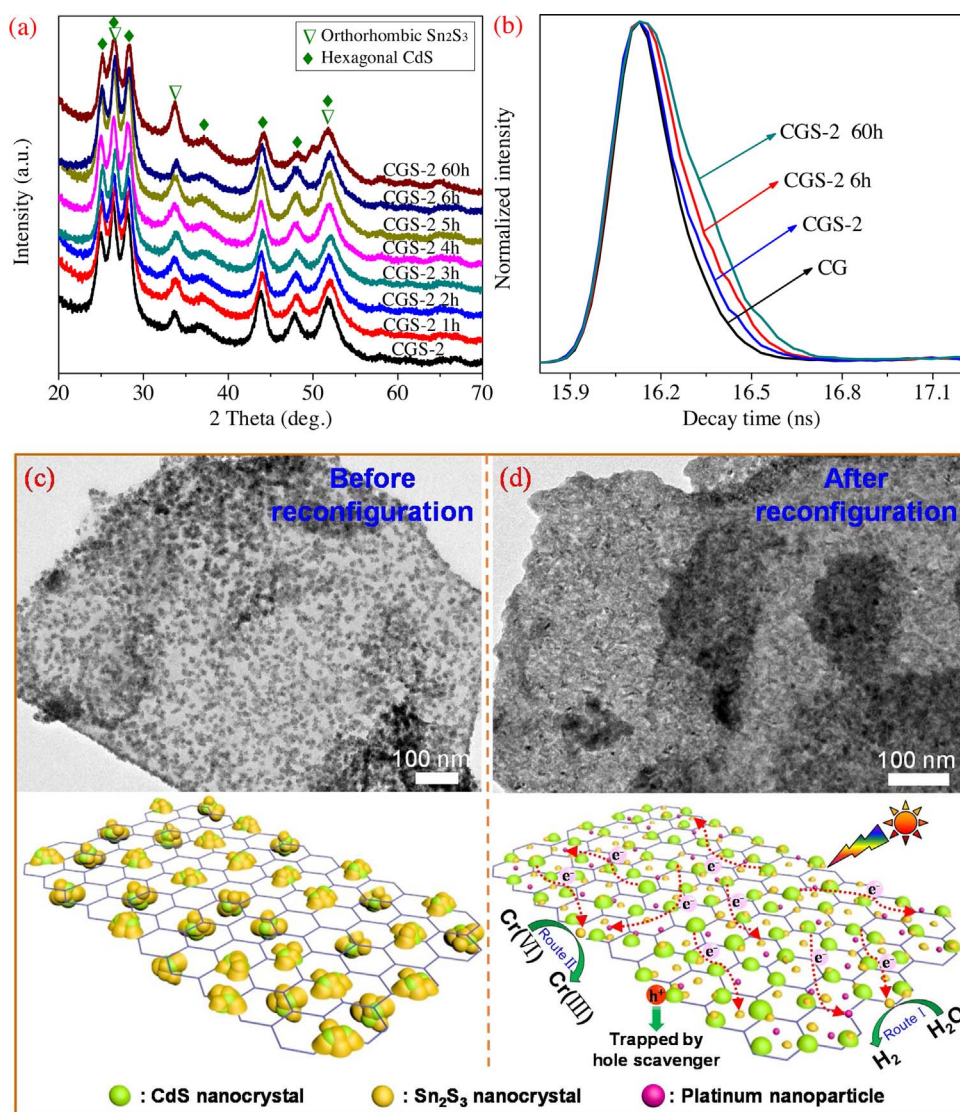 (a)
▽ Orthorhombic Sn₂S₃
◆ Hexagonal CdS
Intensity (a.u.)
CGS-2 60h
CGS-2 6h
CGS-2 5h
CGS-2 4h
CGS-2 3h
CGS-2 2h
CGS-2 1h
CGS-2
20 30 40 50 60 70
2 Theta (deg.)
(b)
Normalized intensity
CGS-2 60h
CGS-2 6h
CGS-2
CG
15.9 16.2 16.5 16.8 17.1
Decay time (ns)
(c)
Before
reconfiguration
100 nm
(d)
After
reconfiguration
100 nm
e⁻
e⁻
e⁻
e⁻
e⁻
e⁻
e⁻
e⁻
Cr(VI)
Route II
Cr(III)
h⁺
Trapped by
hole scavenger
Route I
H₂O
H₂
: CdS nanocrystal
: Sn₂S₃ nanocrystal
: Platinum nanoparticle